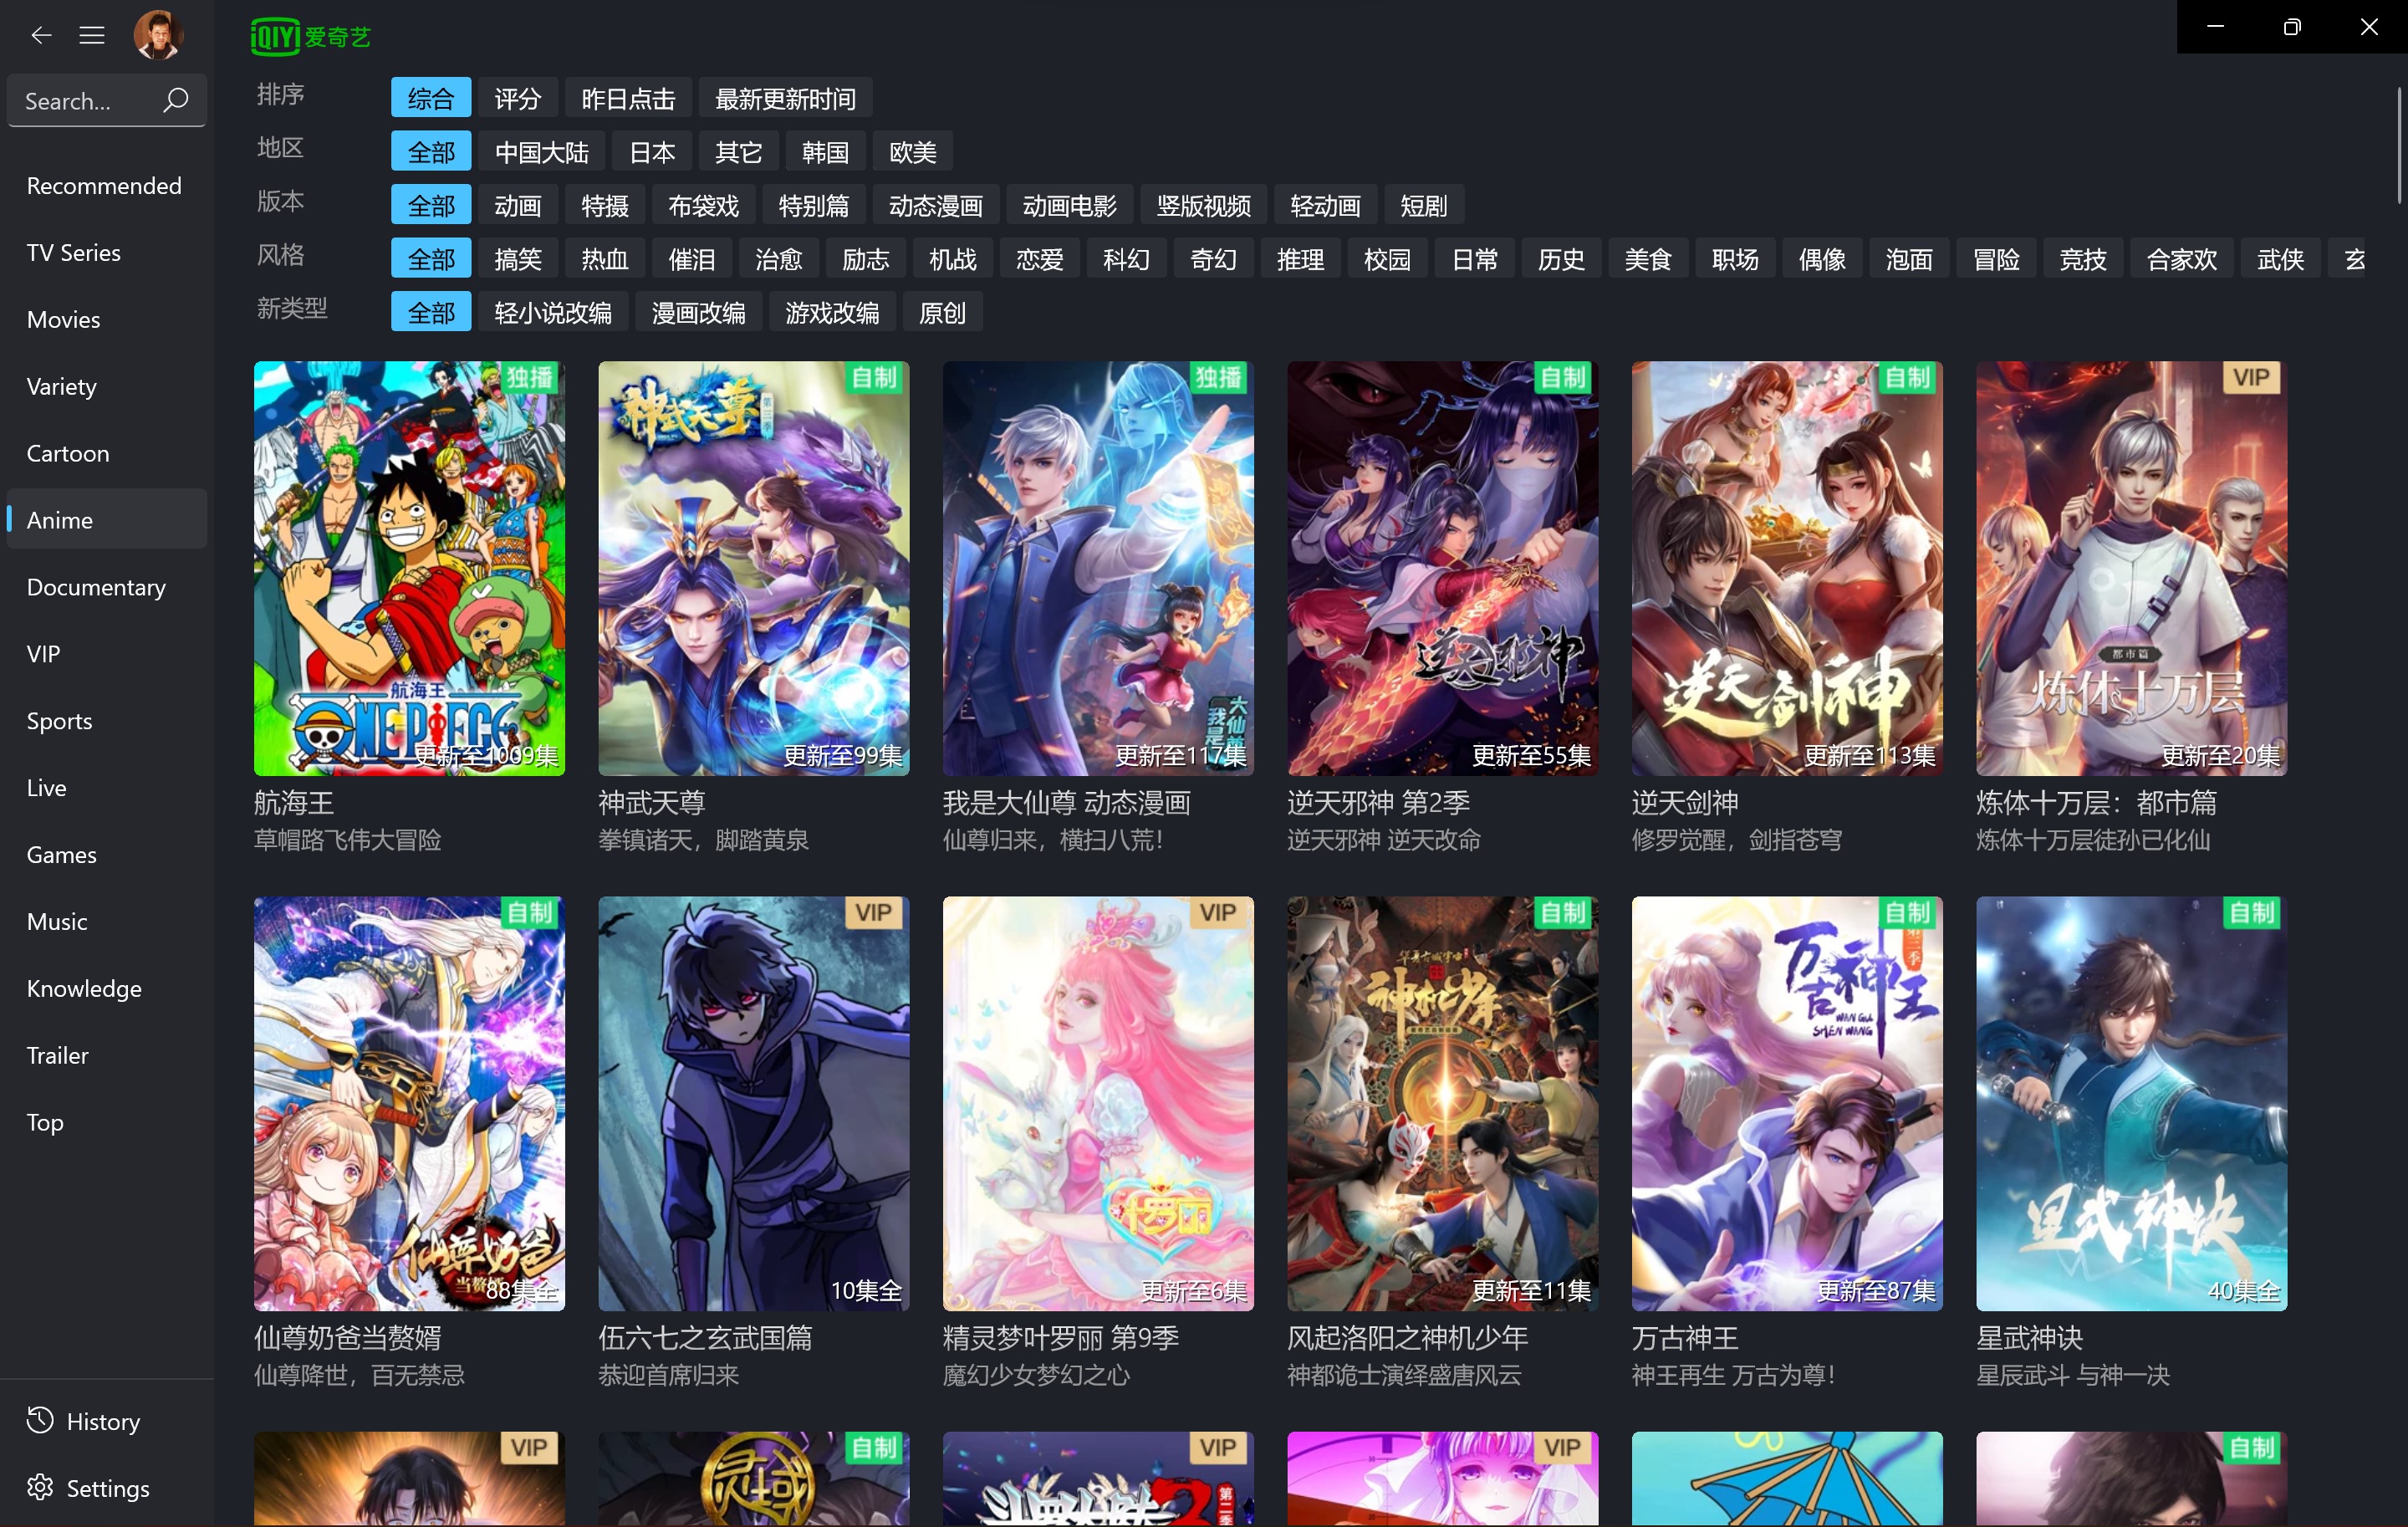 iQIYI 爱奇艺
Search...
Recommended
TV Series
Movies
Variety
Cartoon
Anime
Documentary
VIP
Sports
Live
Games
Music
Knowledge
Trailer
Top
History
Settings
排序 综合 评分 昨日点击 最新更新时间
地区 全部 中国大陆 日本 其它 韩国 欧美
版本 全部 动画 特摄 布袋戏 特别篇 动态漫画 动画电影 竖版视频 轻动画 短剧
风格 全部 搞笑 热血 催泪 治愈 励志 机战 恋爱 科幻 奇幻 推理 校园 日常 历史 美食 职场 偶像 泡面 冒险 竞技 合家欢 武侠 玄
新类型 全部 轻小说改编 漫画改编 游戏改编 原创
独播
航海王
ONE PIECE
更新至1009集
航海王
草帽路飞伟大冒险
自制
神武天尊
第三季
更新至99集
神武天尊
拳镇诸天，脚踏黄泉
独播
我是
大仙尊
更新至117集
我是大仙尊 动态漫画
仙尊归来，横扫八荒！
自制
逆天邪神
更新至55集
逆天邪神 第2季
逆天邪神 逆天改命
自制
逆天剑神
更新至113集
逆天剑神
修罗觉醒，剑指苍穹
VIP
都市篇
炼体十万层
更新至20集
炼体十万层：都市篇
炼体十万层徒孙已化仙
自制
仙尊奶爸
当赘婿
88集全
仙尊奶爸当赘婿
仙尊降世，百无禁忌
VIP
10集全
伍六七之玄武国篇
恭迎首席归来
VIP
叶罗丽
更新至6集
精灵梦叶罗丽 第9季
魔幻少女梦幻之心
自制
神机少年
更新至11集
风起洛阳之神机少年
神都诡士演绎盛唐风云
自制
万古神王
WAN GU
SHEN WANG
更新至87集
万古神王
神王再生 万古为尊！
自制
星武神诀
40集全
星武神诀
星辰武斗 与神一决
VIP
自制
灵域
VIP
第二季
VIP
自制